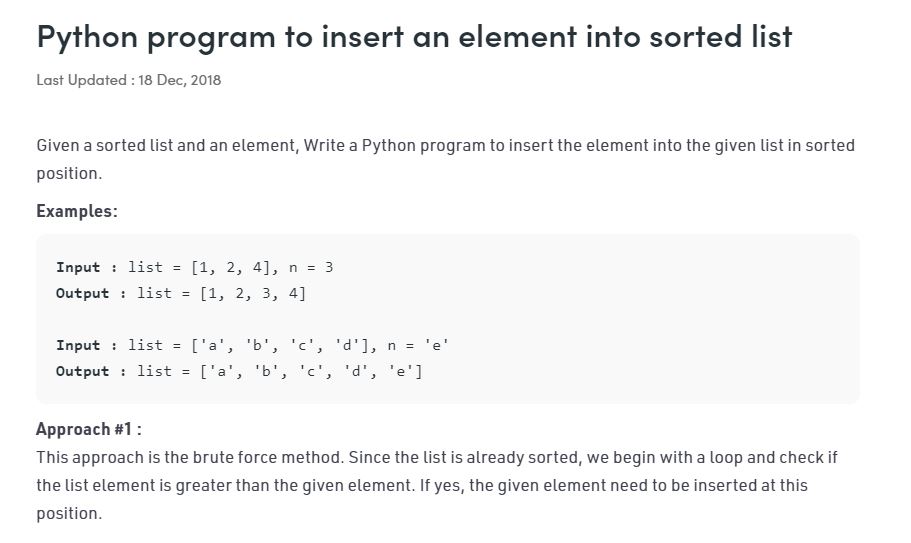 Python program to insert an element into sorted list
Last Updated : 18 Dec, 2018
Given a sorted list and an element, Write a Python program to insert the element into the given list in sorted
position.
Examples:
Input : list = [1, 2, 4], n = 3
Output : list = [1, 2, 3, 4]
Input : list = ['a', 'b', 'c', 'd'], n = 'e'
Output : list = ['a', 'b', 'c', 'd', 'e']
Approach #1 :
This approach is the brute force method. Since the list is already sorted, we begin with a loop and check if
the list element is greater than the given element. If yes, the given element need to be inserted at this
position.